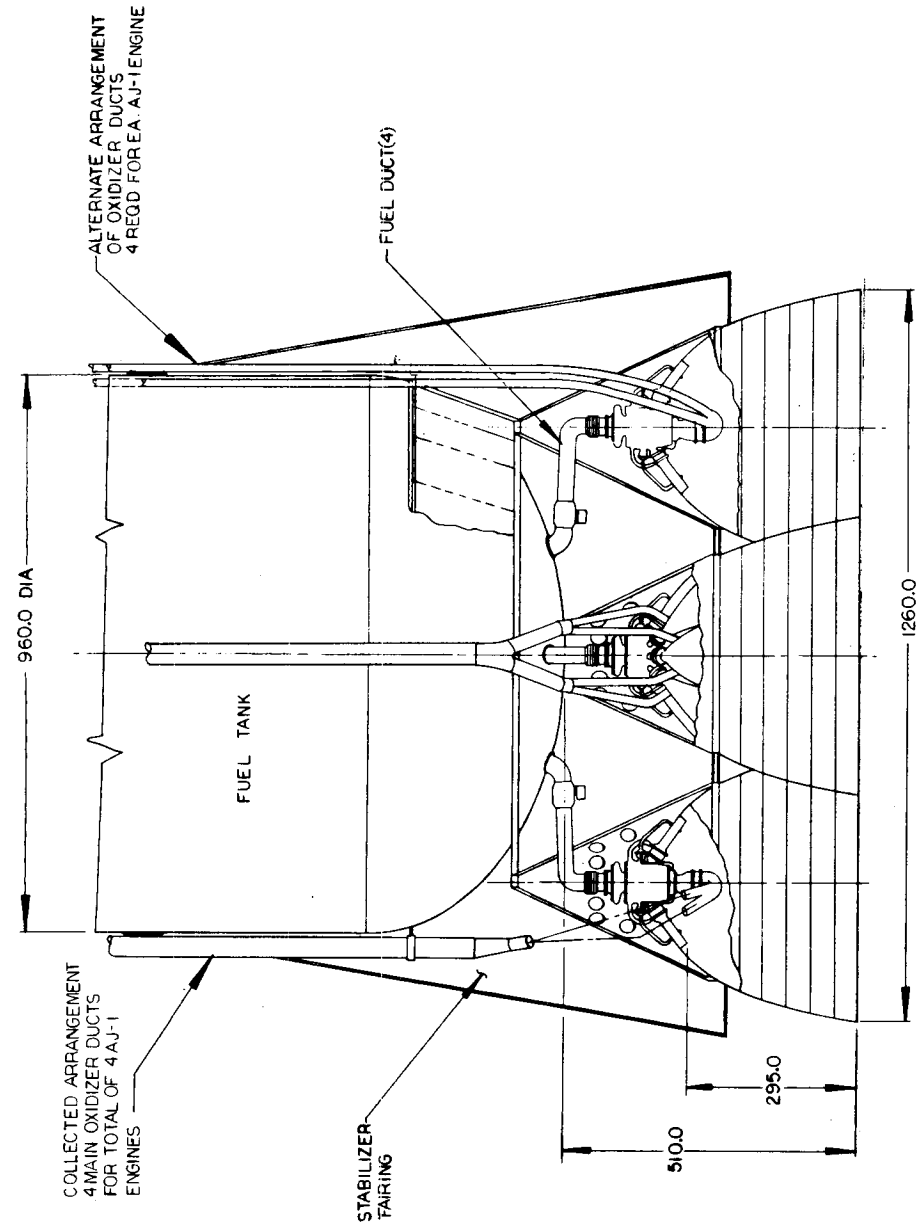 ALTERNATE ARRANGEMENT
OF OXIDIZER DUCTS
4 REQD FOR EA. AJ-1 ENGINE
FUEL DUCT(4)
960.0 DIA
FUEL TANK
1260.0
COLLECTED ARRANGEMENT
4 MAIN OXIDIZER DUCTS
FOR TOTAL OF 4 AJ-1
ENGINES
STABILIZER
FAIRING
510.0
295.0